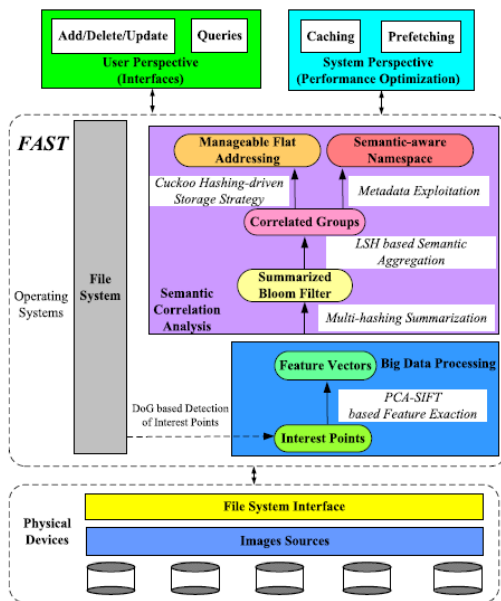 Add/Delete/Update
Queries
User Perspective
(Interfaces)
Caching
Prefetching
System Perspective
(Performance Optimization)
FAST
Operating
Systems
File
System
Manageable Flat
Addressing
Semantic-aware
Namespace
Cuckoo Hashing-driven
Storage Strategy
Metadata Exploitation
Correlated Groups
LSH based Semantic
Aggregation
Summarized
Bloom Filter
Semantic
Correlation
Analysis
Multi-hashing Summarization
Feature Vectors
Big Data Processing
PCA-SIFT
based Feature Exaction
DoG based Detection
of Interest Points
Interest Points
Physical
Devices
File System Interface
Images Sources